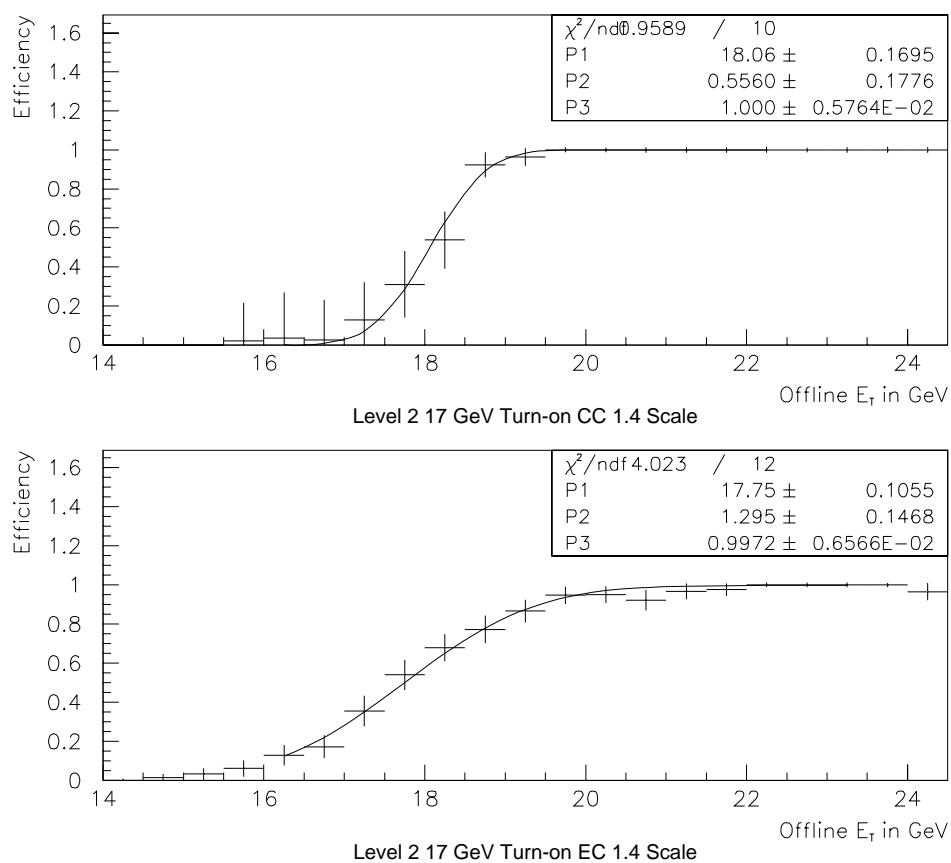 Efficiency
1.6
1.4
1.2
1
0.8
0.6
0.4
0.2
0
χ²/ndf 0.9589 / 10
P1 18.06 ± 0.1695
P2 0.5560 ± 0.1776
P3 1.000 ± 0.5764E-02
14 16 18 20 22 24
Offline E_T in GeV
Level 2 17 GeV Turn-on CC 1.4 Scale
Efficiency
1.6
1.4
1.2
1
0.8
0.6
0.4
0.2
0
χ²/ndf 4.023 / 12
P1 17.75 ± 0.1055
P2 1.295 ± 0.1468
P3 0.9972 ± 0.6566E-02
14 16 18 20 22 24
Offline E_T in GeV
Level 2 17 GeV Turn-on EC 1.4 Scale